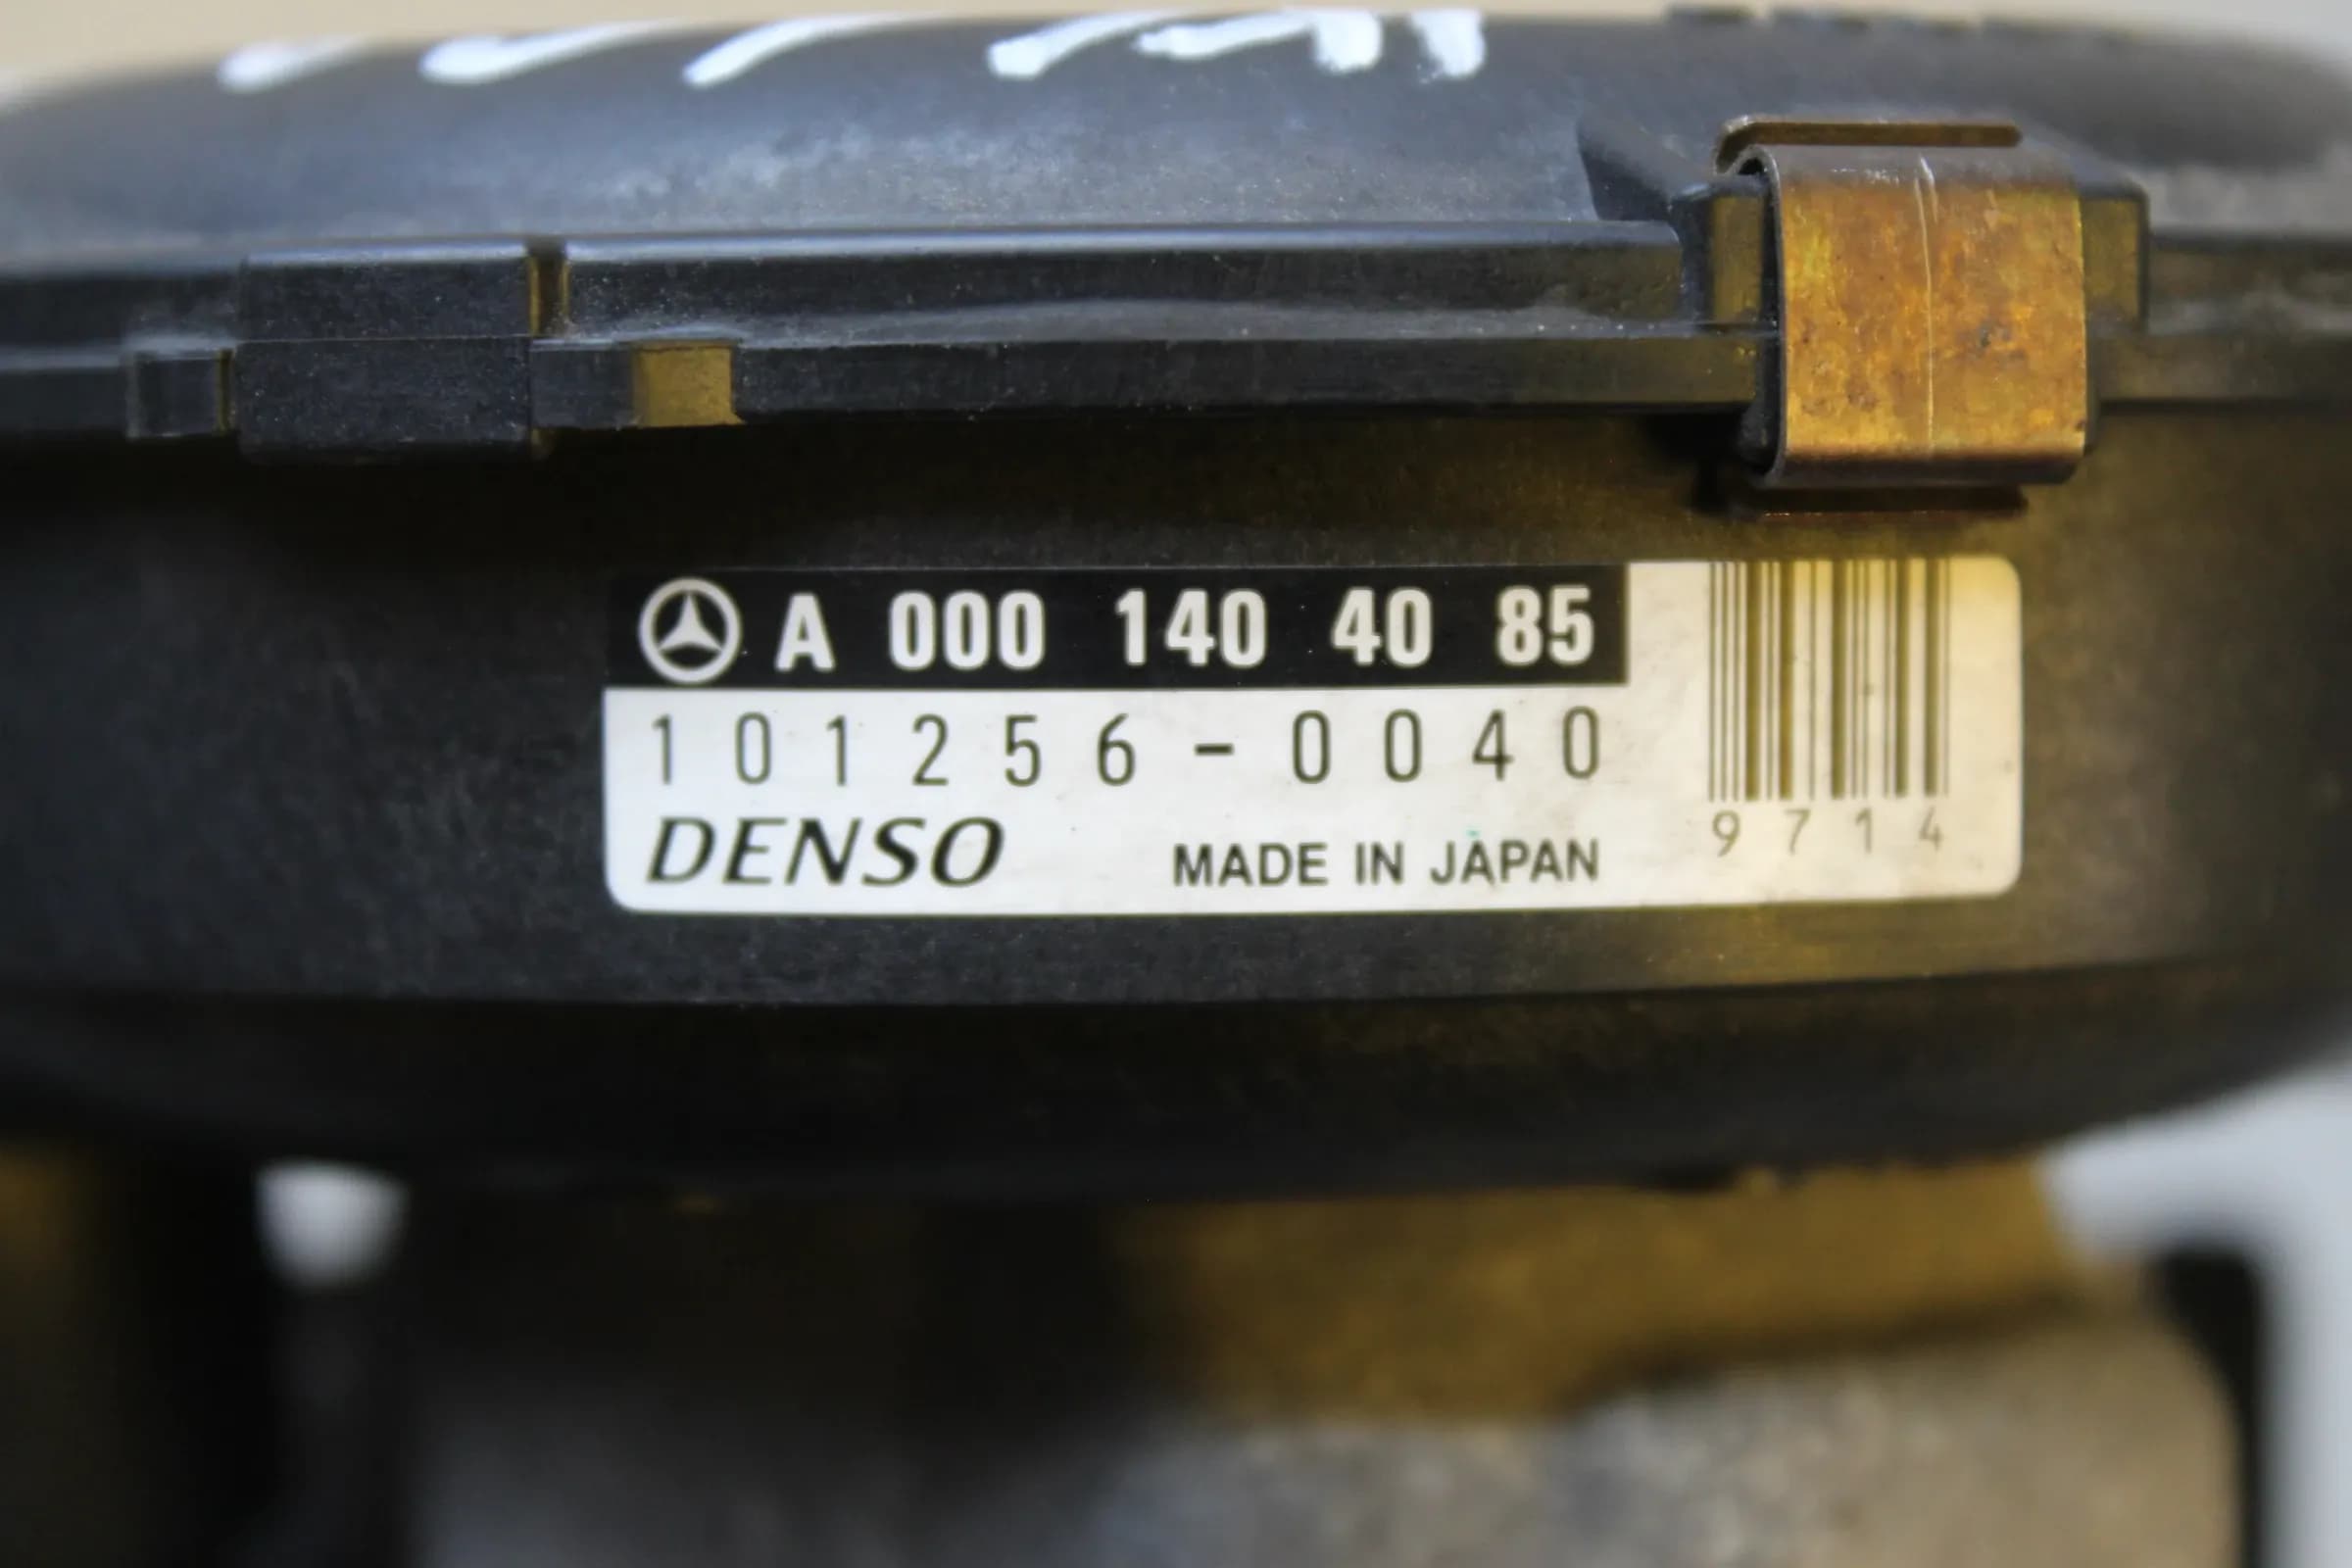 A 000 140 40 85
101256-0040
DENSO MADE IN JAPAN
9714